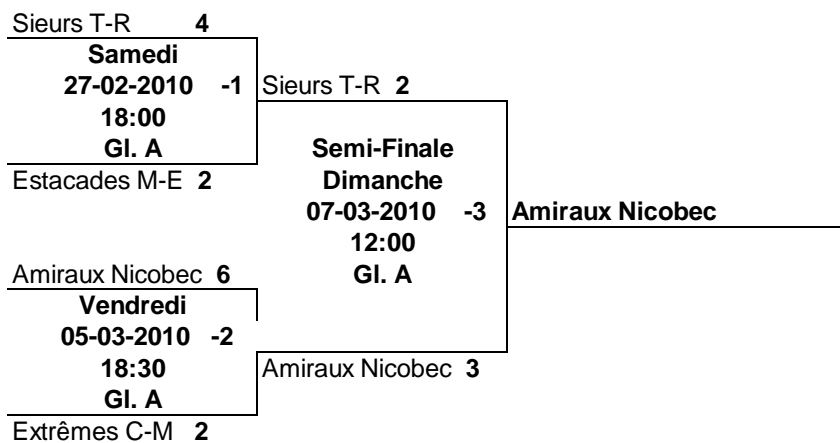 Sieurs T-R 4
Samedi
27-02-2010 -1
18:00
Gl. A
Estacades M-E 2
Sieurs T-R 2
Semi-Finale
Dimanche
07-03-2010 -3
12:00
Gl. A
Amiraux Nicobec
Amiraux Nicobec 6
Vendredi
05-03-2010 -2
18:30
Gl. A
Extrêmes C-M 2
Amiraux Nicobec 3